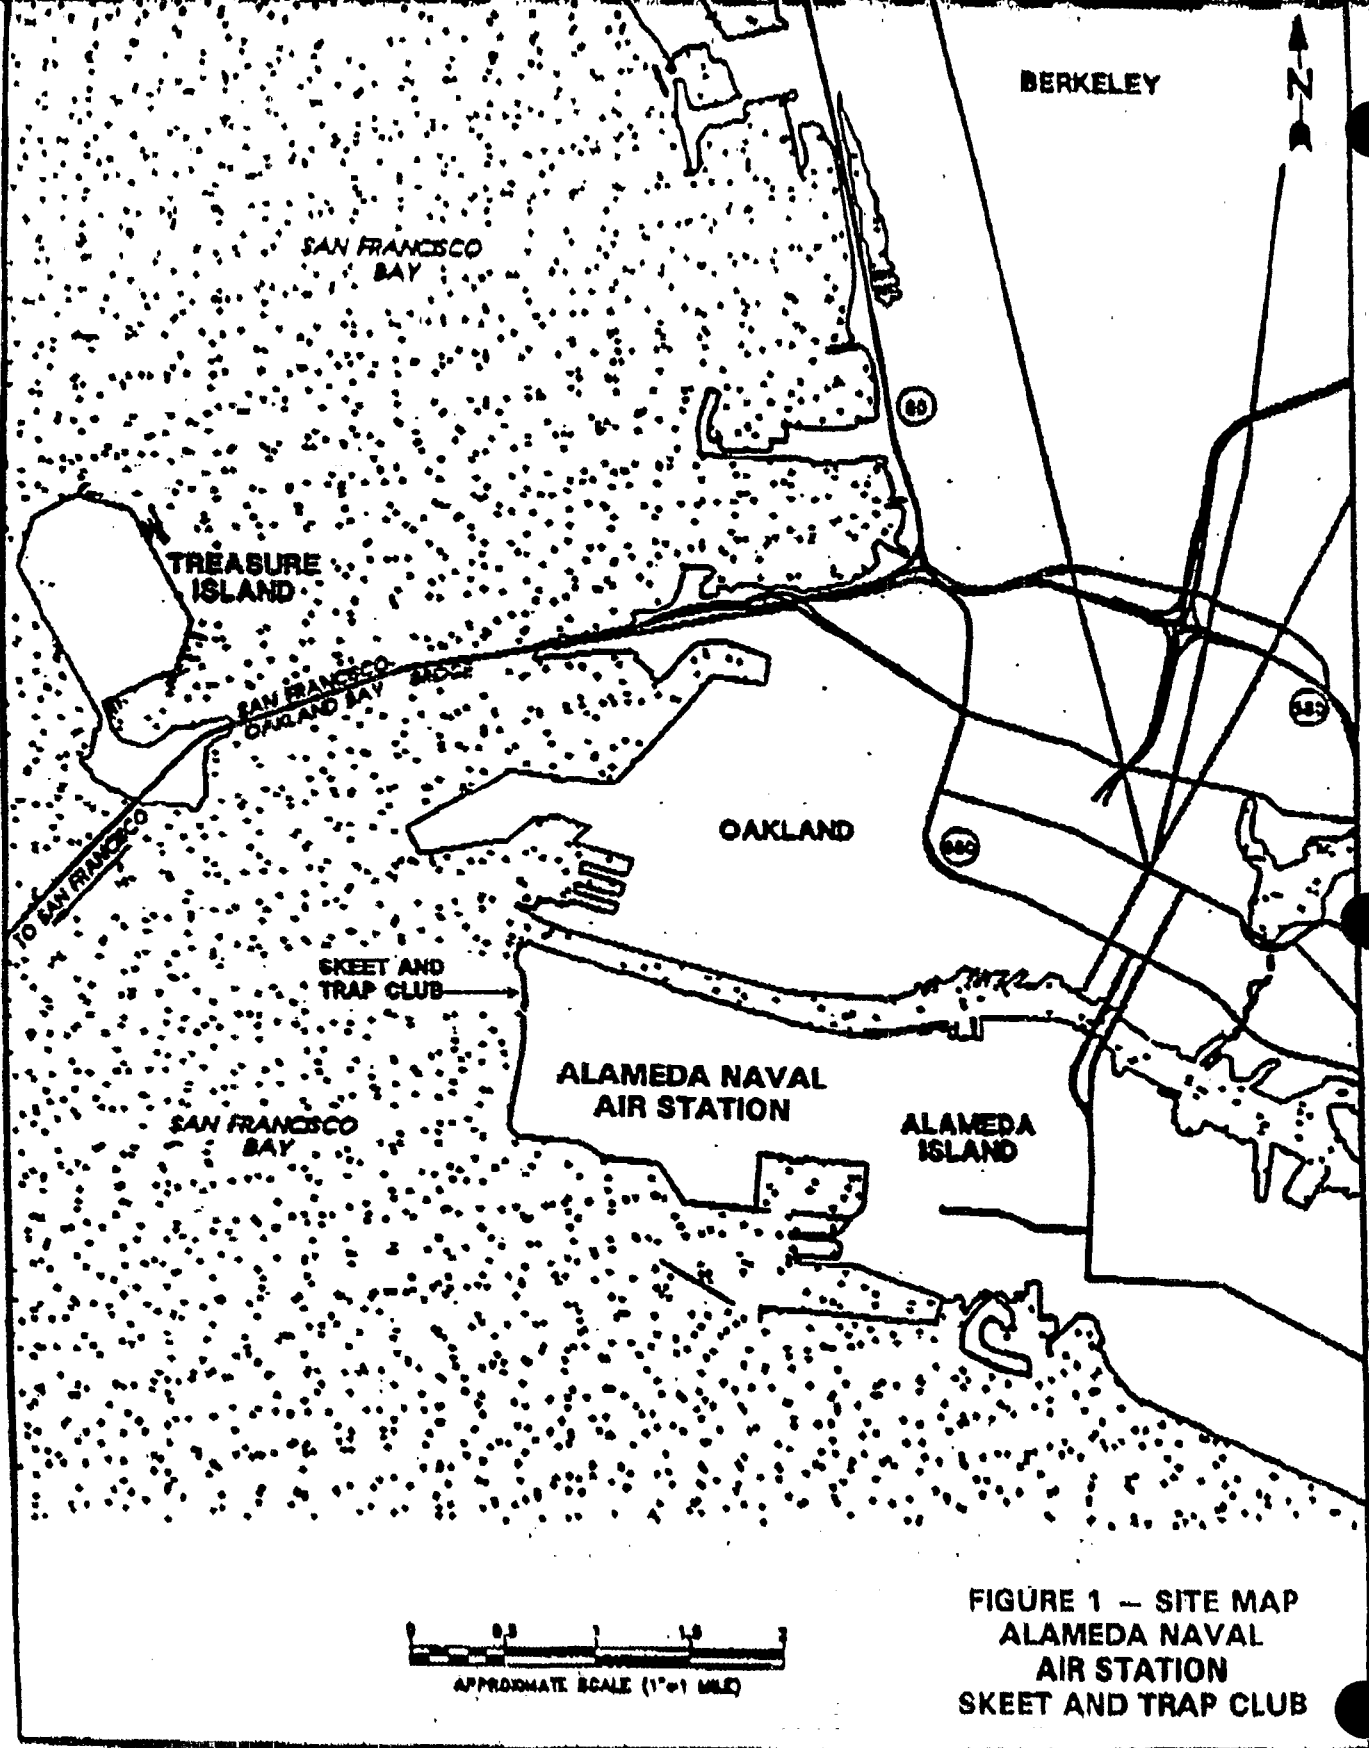 BERKELEY
N
SAN FRANCISCO
BAY
80
TREASURE
ISLAND
SAN FRANCISCO
OAKLAND BAY BRIDGE
580
TO SAN FRANCISCO
OAKLAND
SKEET AND
TRAP CLUB
ALAMEDA NAVAL
AIR STATION
SAN FRANCISCO
BAY
ALAMEDA
ISLAND
0 0.5 1 1.5 2
APPROXIMATE SCALE (1"=1 MILE)
FIGURE 1 — SITE MAP
ALAMEDA NAVAL
AIR STATION
SKEET AND TRAP CLUB